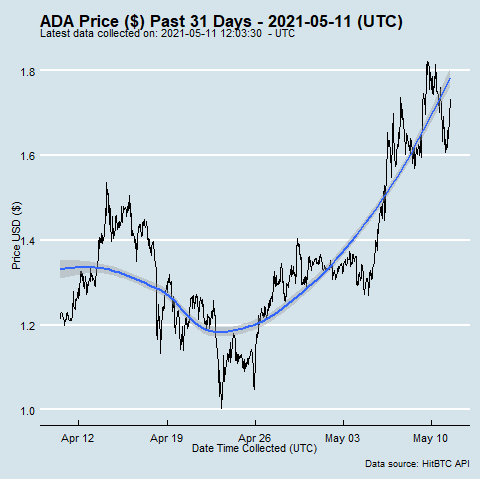 ADA Price ($) Past 31 Days - 2021-05-11 (UTC)
Latest data collected on: 2021-05-11 12:03:30 - UTC
1.8
1.6
1.4
1.2
1.0
Price USD ($)
Apr 12 Apr 19 Apr 26 May 03 May 10
Date Time Collected (UTC)
Data source: HitBTC API